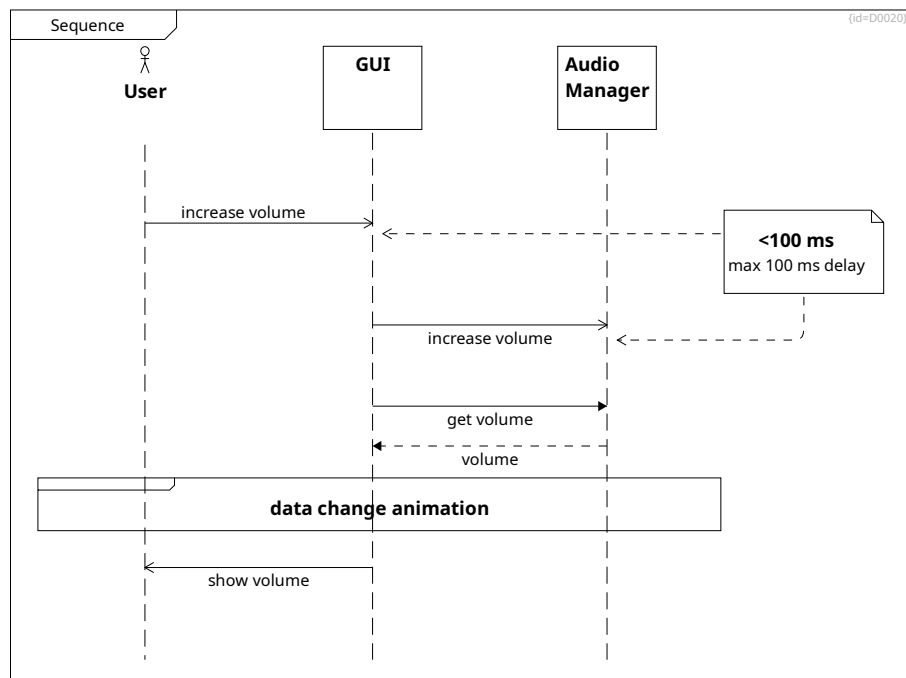 Sequence
{id=D0020}
User
GUI
Audio
Manager
increase volume
<100 ms
max 100 ms delay
increase volume
get volume
volume
data change animation
show volume